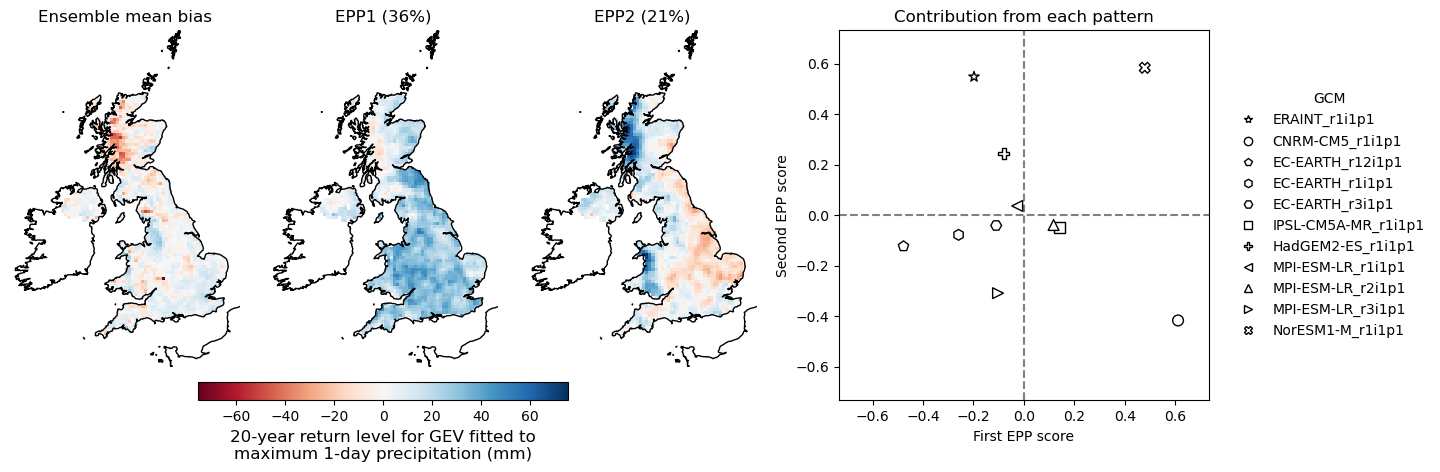 Ensemble mean bias
EPP1 (36%)
EPP2 (21%)
−60 −40 −20 0 20 40 60
20-year return level for GEV fitted to
maximum 1-day precipitation (mm)
Contribution from each pattern
Second EPP score
0.6
0.4
0.2
0.0
−0.2
−0.4
−0.6
−0.6 −0.4 −0.2 0.0 0.2 0.4 0.6
First EPP score
GCM
ERAINT_r1i1p1
CNRM-CM5_r1i1p1
EC-EARTH_r12i1p1
EC-EARTH_r1i1p1
EC-EARTH_r3i1p1
IPSL-CM5A-MR_r1i1p1
HadGEM2-ES_r1i1p1
MPI-ESM-LR_r1i1p1
MPI-ESM-LR_r2i1p1
MPI-ESM-LR_r3i1p1
NorESM1-M_r1i1p1